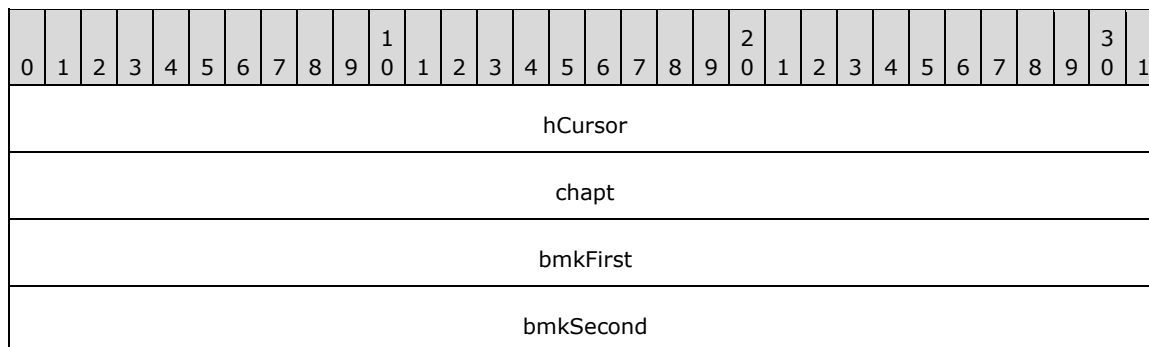 1 2 3
0 1 2 3 4 5 6 7 8 9 0 1 2 3 4 5 6 7 8 9 0 1 2 3 4 5 6 7 8 9 0 1
hCursor
chapt
bmkFirst
bmkSecond